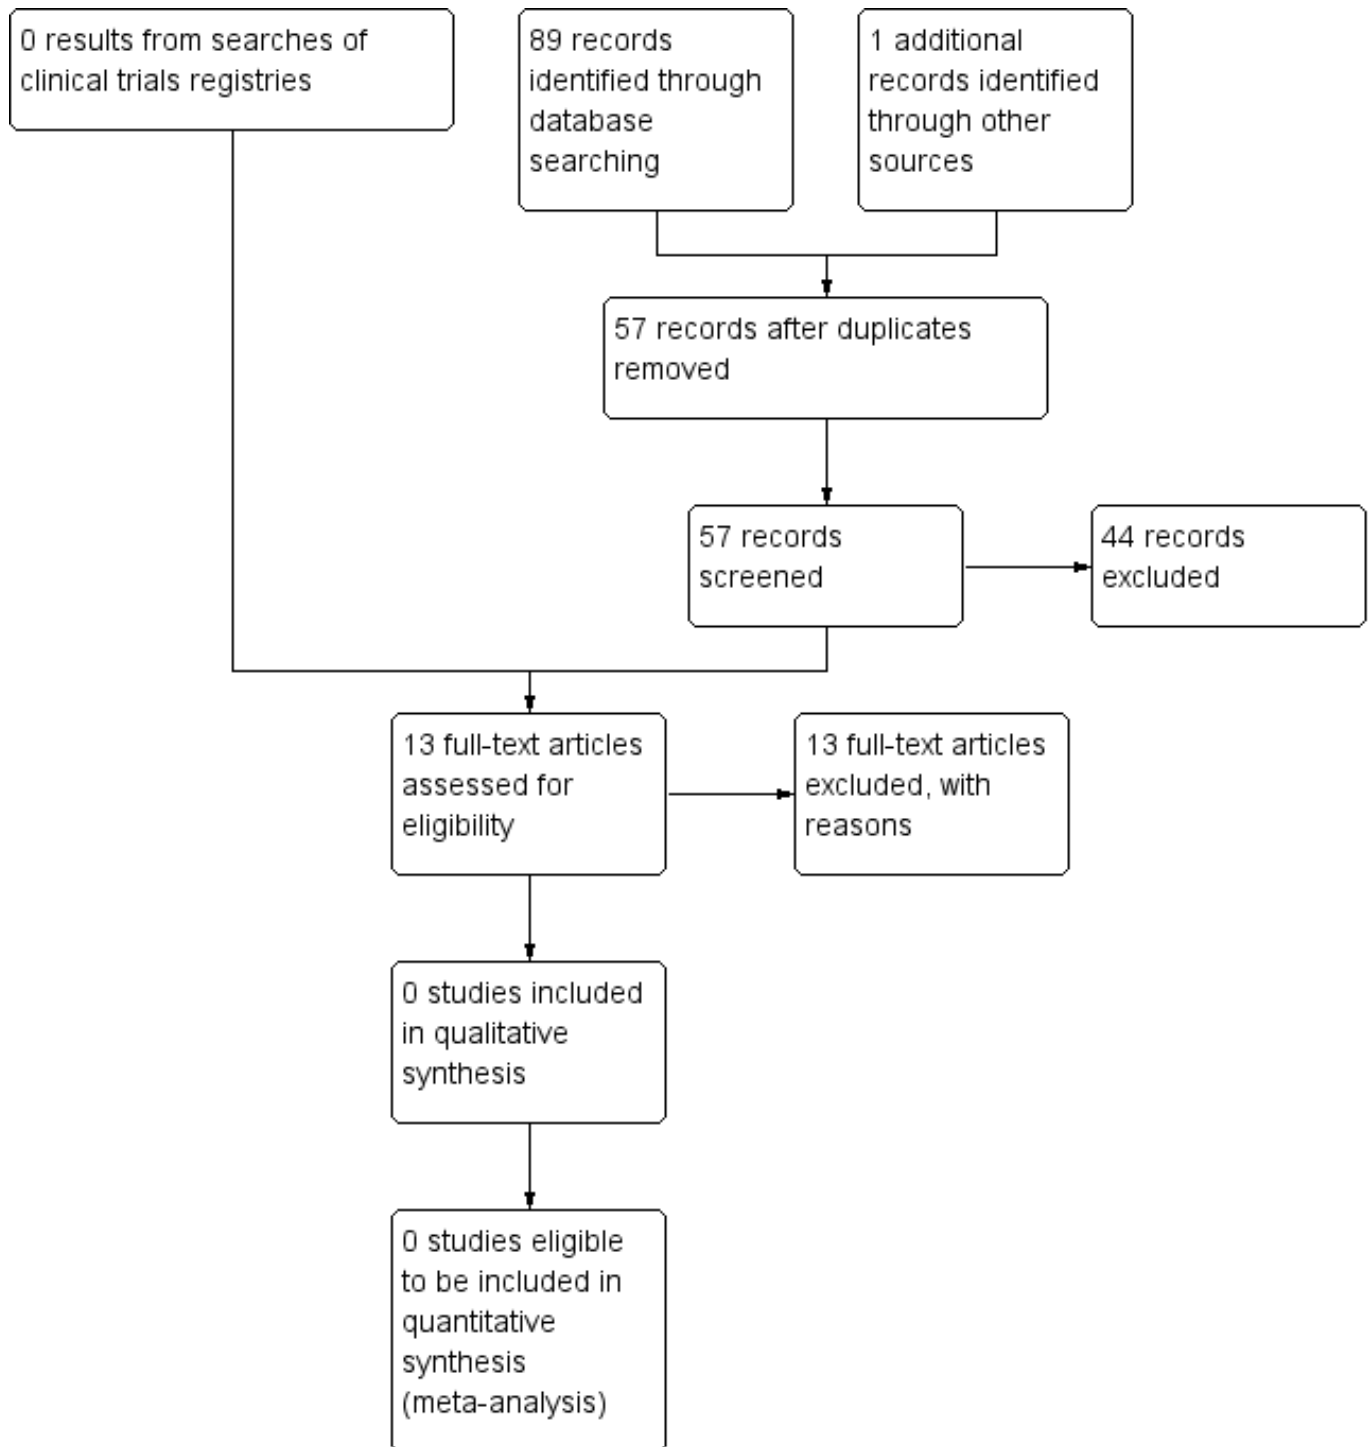 0 results from searches of
clinical trials registries
89 records
identified through
database
searching
1 additional
records identified
through other
sources
57 records after duplicates
removed
57 records
screened
44 records
excluded
13 full-text articles
assessed for
eligibility
13 full-text articles
excluded, with
reasons
0 studies included
in qualitative
synthesis
0 studies eligible
to be included in
quantitative
synthesis
(meta-analysis)